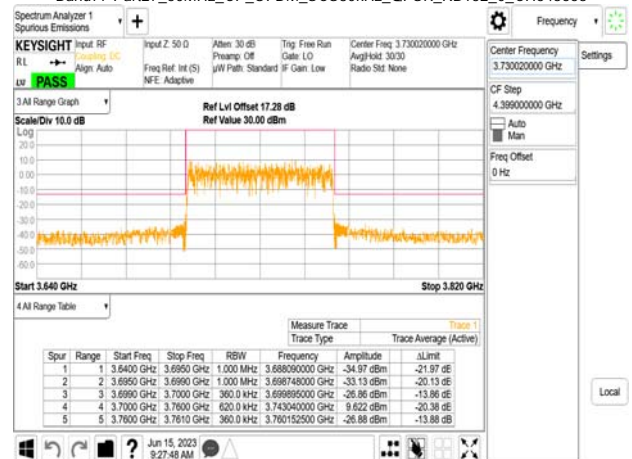 Spectrum Analyzer 1
Spurious Emissions
Frequency
KEYSIGHT
Input: RF
Coupling: DC
Align: Auto
Input Z: 50 Ω
Freq Ref: Int (S)
NFE: Adaptive
Atten: 30 dB
Preamp: Off
µW Path: Standard
Trig: Free Run
Gate: LO
IF Gain: Low
Center Freq: 3.730020000 GHz
Avg|Hold: 30/30
Radio Std: None
RL
PASS
Center Frequency
3.730020000 GHz
Settings
CF Step
4.399000000 GHz
Auto
Man
Freq Offset
0 Hz
3 All Range Graph
Ref Lvl Offset 17.28 dB
Scale/Div 10.0 dB
Ref Value 30.00 dBm
Log
20.0
10.0
0.00
-10.0
-20.0
-30.0
-40.0
-50.0
-60.0
Start 3.640 GHz
Stop 3.820 GHz
4 All Range Table
Measure Trace Trace 1
Trace Type Trace Average (Active)
Spur Range Start Freq Stop Freq RBW Frequency Amplitude ΔLimit
1 1 3.6400 GHz 3.6950 GHz 1.000 MHz 3.688090000 GHz -34.97 dBm -21.97 dB
2 2 3.6950 GHz 3.6990 GHz 1.000 MHz 3.698748000 GHz -33.13 dBm -20.13 dB
3 3 3.6990 GHz 3.7000 GHz 360.0 kHz 3.699895000 GHz -26.86 dBm -13.86 dB
4 4 3.7000 GHz 3.7600 GHz 620.0 kHz 3.743040000 GHz 9.622 dBm -20.38 dB
5 5 3.7600 GHz 3.7610 GHz 360.0 kHz 3.760152500 GHz -26.88 dBm -13.88 dB
Local
Jun 15, 2023
9:27:48 AM